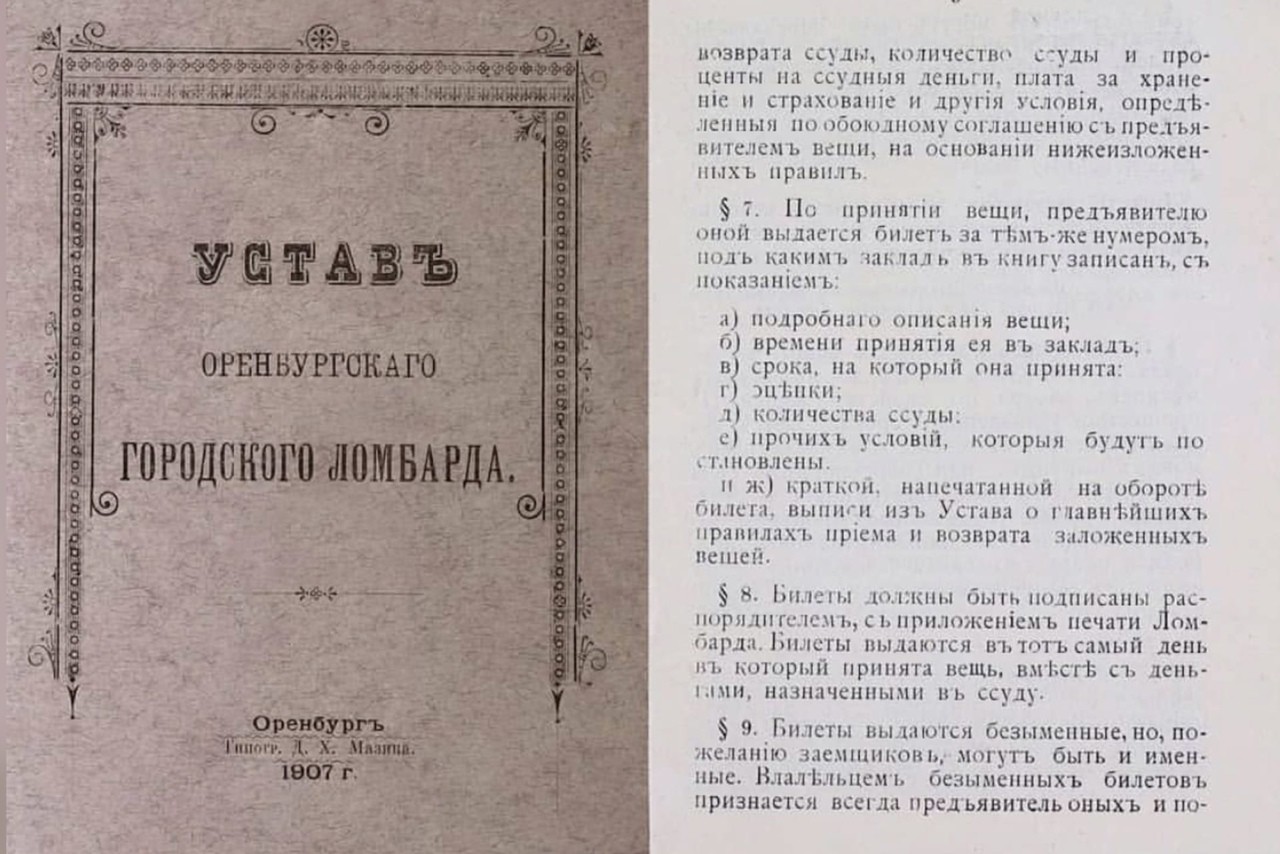 УСТАВЪ
ОРЕНБУРГСКАГО
ГОРОДСКОГО ЛОМБАРДА.
Оренбургъ
Типогр. Д. Х. Мазина.
1907 г.
возврата ссуды, количество ссуды и про-
центы на ссудныя деньги, плата за хране-
ніе и страхованіе и другія условія, опредѣ-
ленныя по обоюдному соглашенію съ предъя-
вителемъ вещи, на основаніи нижеизложен-
ныхъ правилъ.
§ 7. По принятіи вещи, предъявителю
оной выдается билетъ за тѣмъ-же нумеромъ,
подъ какимъ закладъ въ книгу записан‚ъ, съ
показаніемъ:
а) подробнаго описанія вещи;
б) времени принятія ея въ закладъ;
в) срока, на который она принята:
г) оцѣнки;
д) количества ссуды:
е) прочихъ условій, которыя будутъ по
становлены.
и ж) краткой, напечатанной на оборотѣ
билета, выписи изъ Устава о главнѣйшихъ
правилахъ пріема и возврата заложенныхъ
вещей.
§ 8. Билеты должны быть подписаны рас-
порядителемъ, съ приложеніемъ печати Лом-
барда. Билеты выдаются въ тотъ самый день
въ который принята вещь, вмѣстѣ съ день-
гами, назначенными въ ссуду.
§ 9. Билеты выдаются безыменные, но, по-
желанію заемщиковъ, могутъ быть и имен-
ные. Владѣльцемъ безыменныхъ билетовъ
признается всегда предъявитель оныхъ и по-